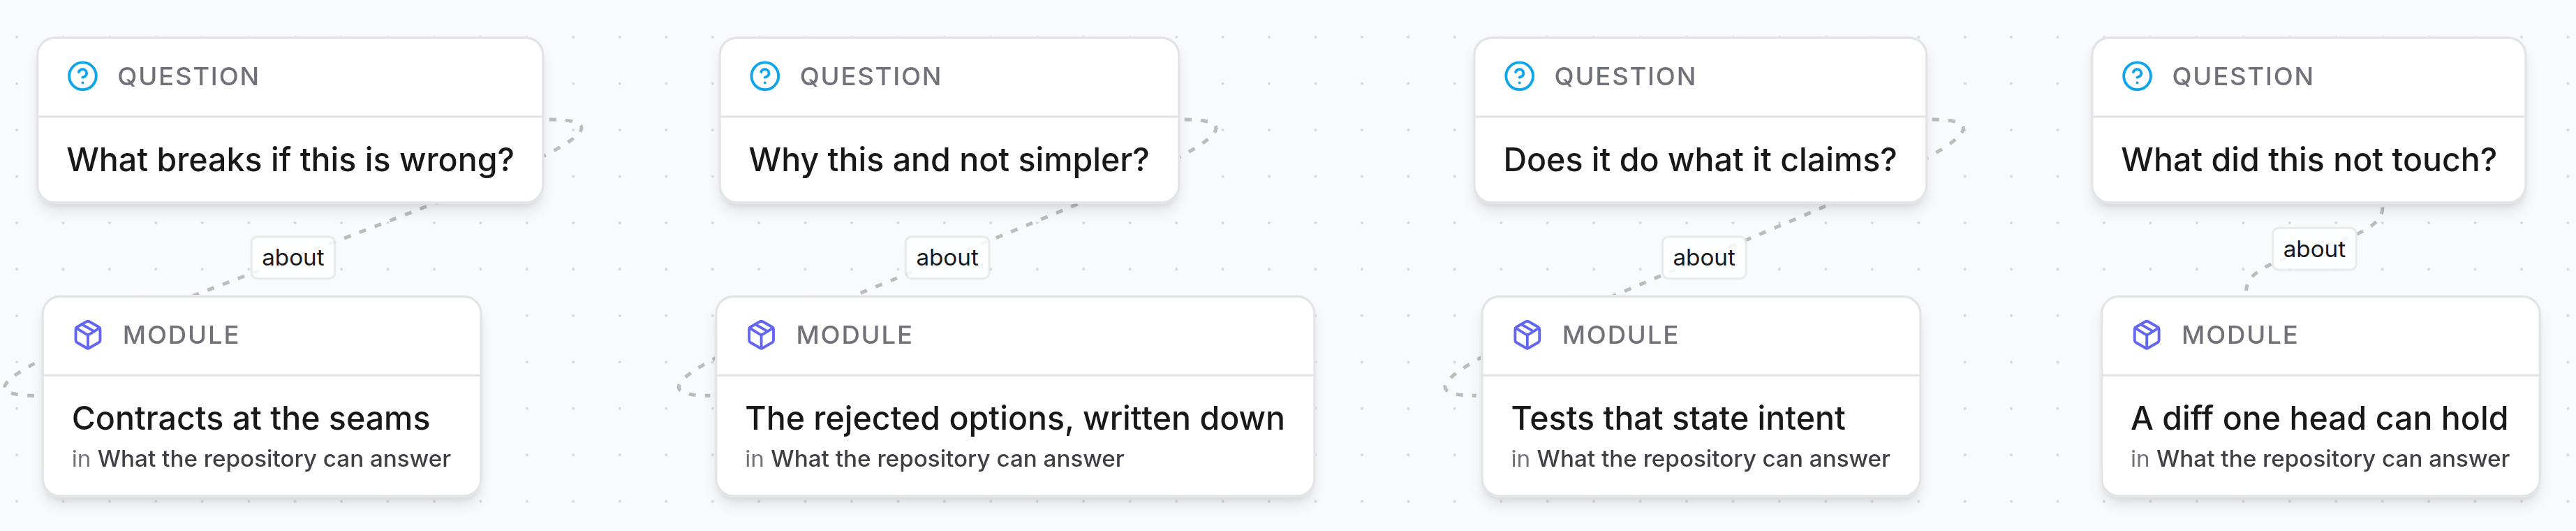 QUESTION
What breaks if this is wrong?
QUESTION
Why this and not simpler?
QUESTION
Does it do what it claims?
QUESTION
What did this not touch?
about
about
about
about
MODULE
Contracts at the seams
in What the repository can answer
MODULE
The rejected options, written down
in What the repository can answer
MODULE
Tests that state intent
in What the repository can answer
MODULE
A diff one head can hold
in What the repository can answer